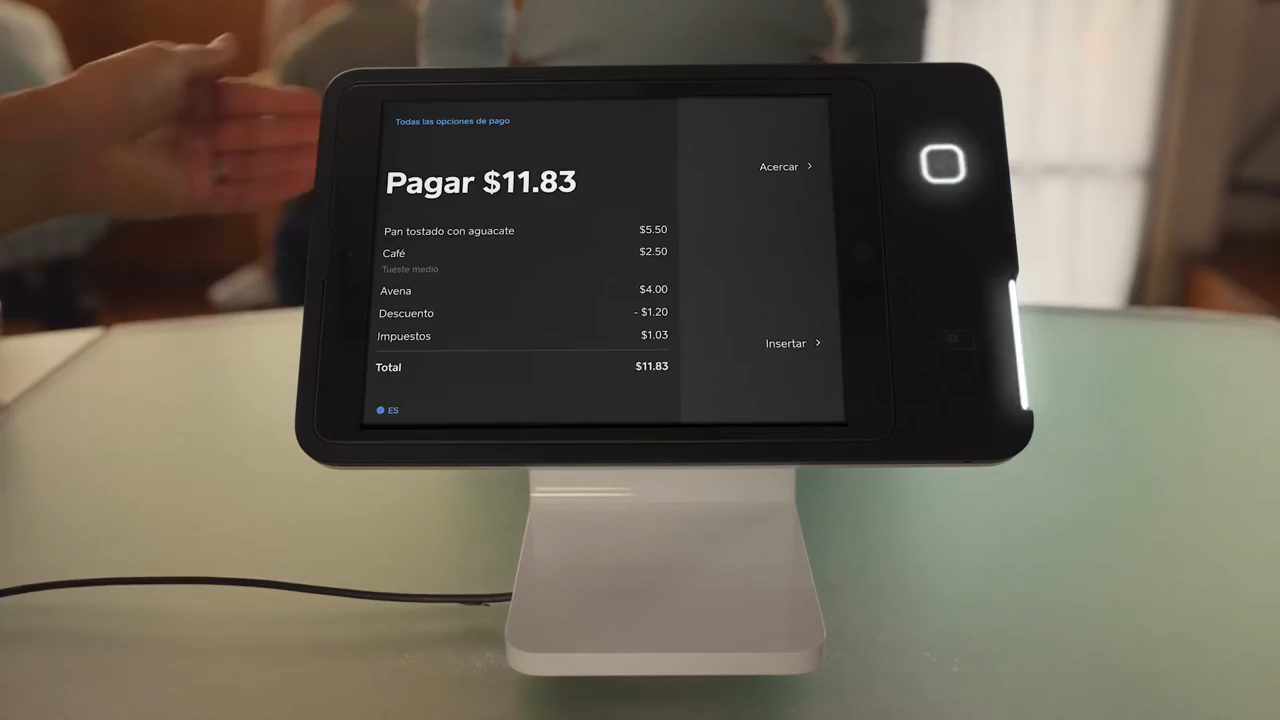 Todas las opciones de pago
Pagar $11.83
Pan tostado con aguacate $5.50
Café $2.50
Tueste medio
Avena $4.00
Descuento - $1.20
Impuestos $1.03
Total $11.83
ES
Acercar
Insertar